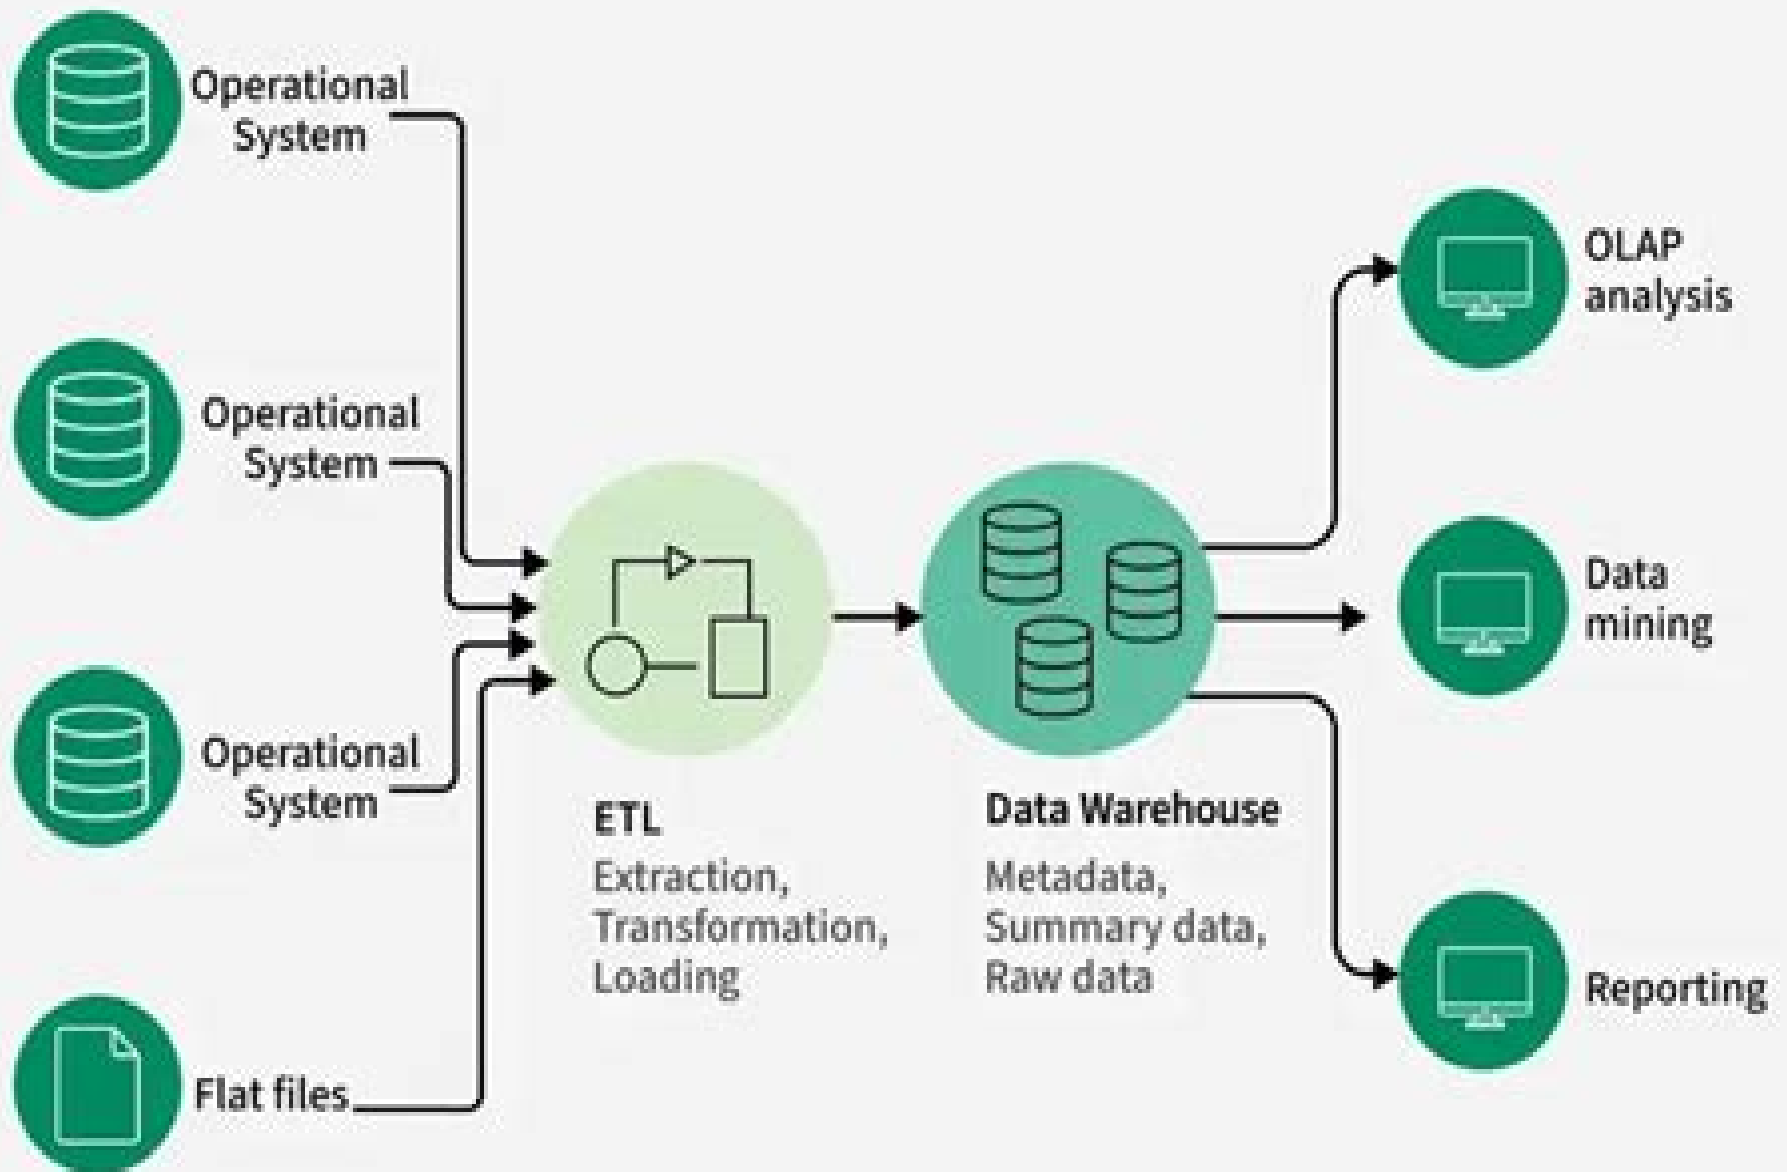 Operational
System
Operational
System
Operational
System
Flat files
ETL
Extraction,
Transformation,
Loading
Data Warehouse
Metadata,
Summary data,
Raw data
OLAP
analysis
Data
mining
Reporting